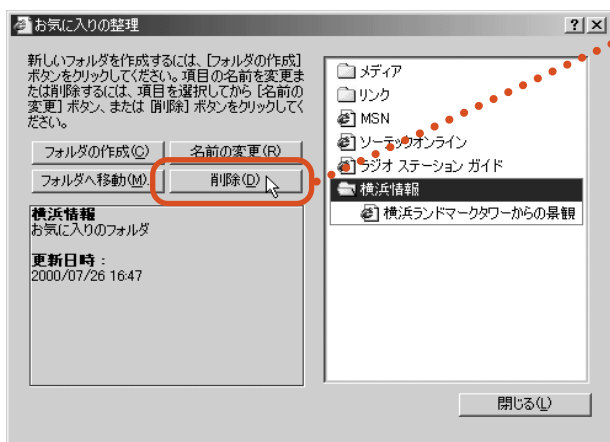 お気に入りの整理
新しいフォルダを作成するには、[フォルダの作成]
ボタンをクリックしてください。項目の名前を変更ま
たは削除するには、項目を選択してから [名前の
変更] ボタン、または [削除] ボタンをクリックしてく
ださい。
フォルダの作成(C) 名前の変更(R)
フォルダへ移動(M)... 削除(D)
横浜情報
お気に入りのフォルダ
更新日時 :
2000/07/26 16:47
メディア
リンク
MSN
ソーテックオンライン
ラジオ ステーション ガイド
横浜情報
横浜ランドマークタワーからの景観
閉じる(L)